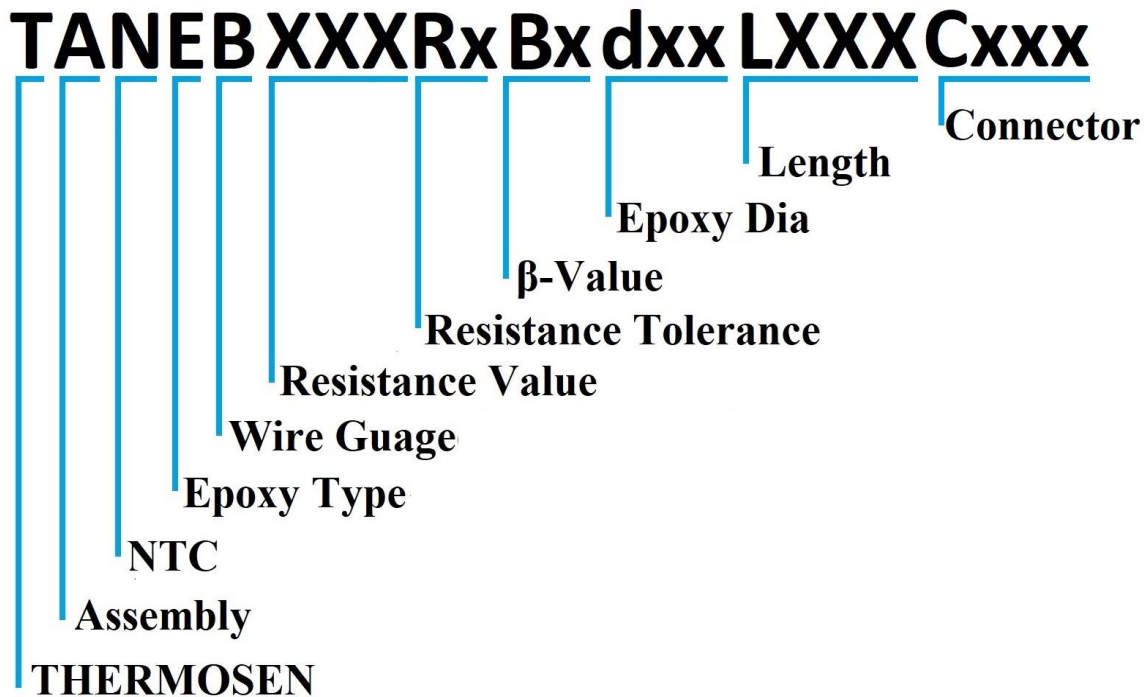 TANEB XXXRx Bx dxx LXXX Cxxx
Connector
Length
Epoxy Dia
β-Value
Resistance Tolerance
Resistance Value
Wire Guage
Epoxy Type
NTC
Assembly
THERMOSEN